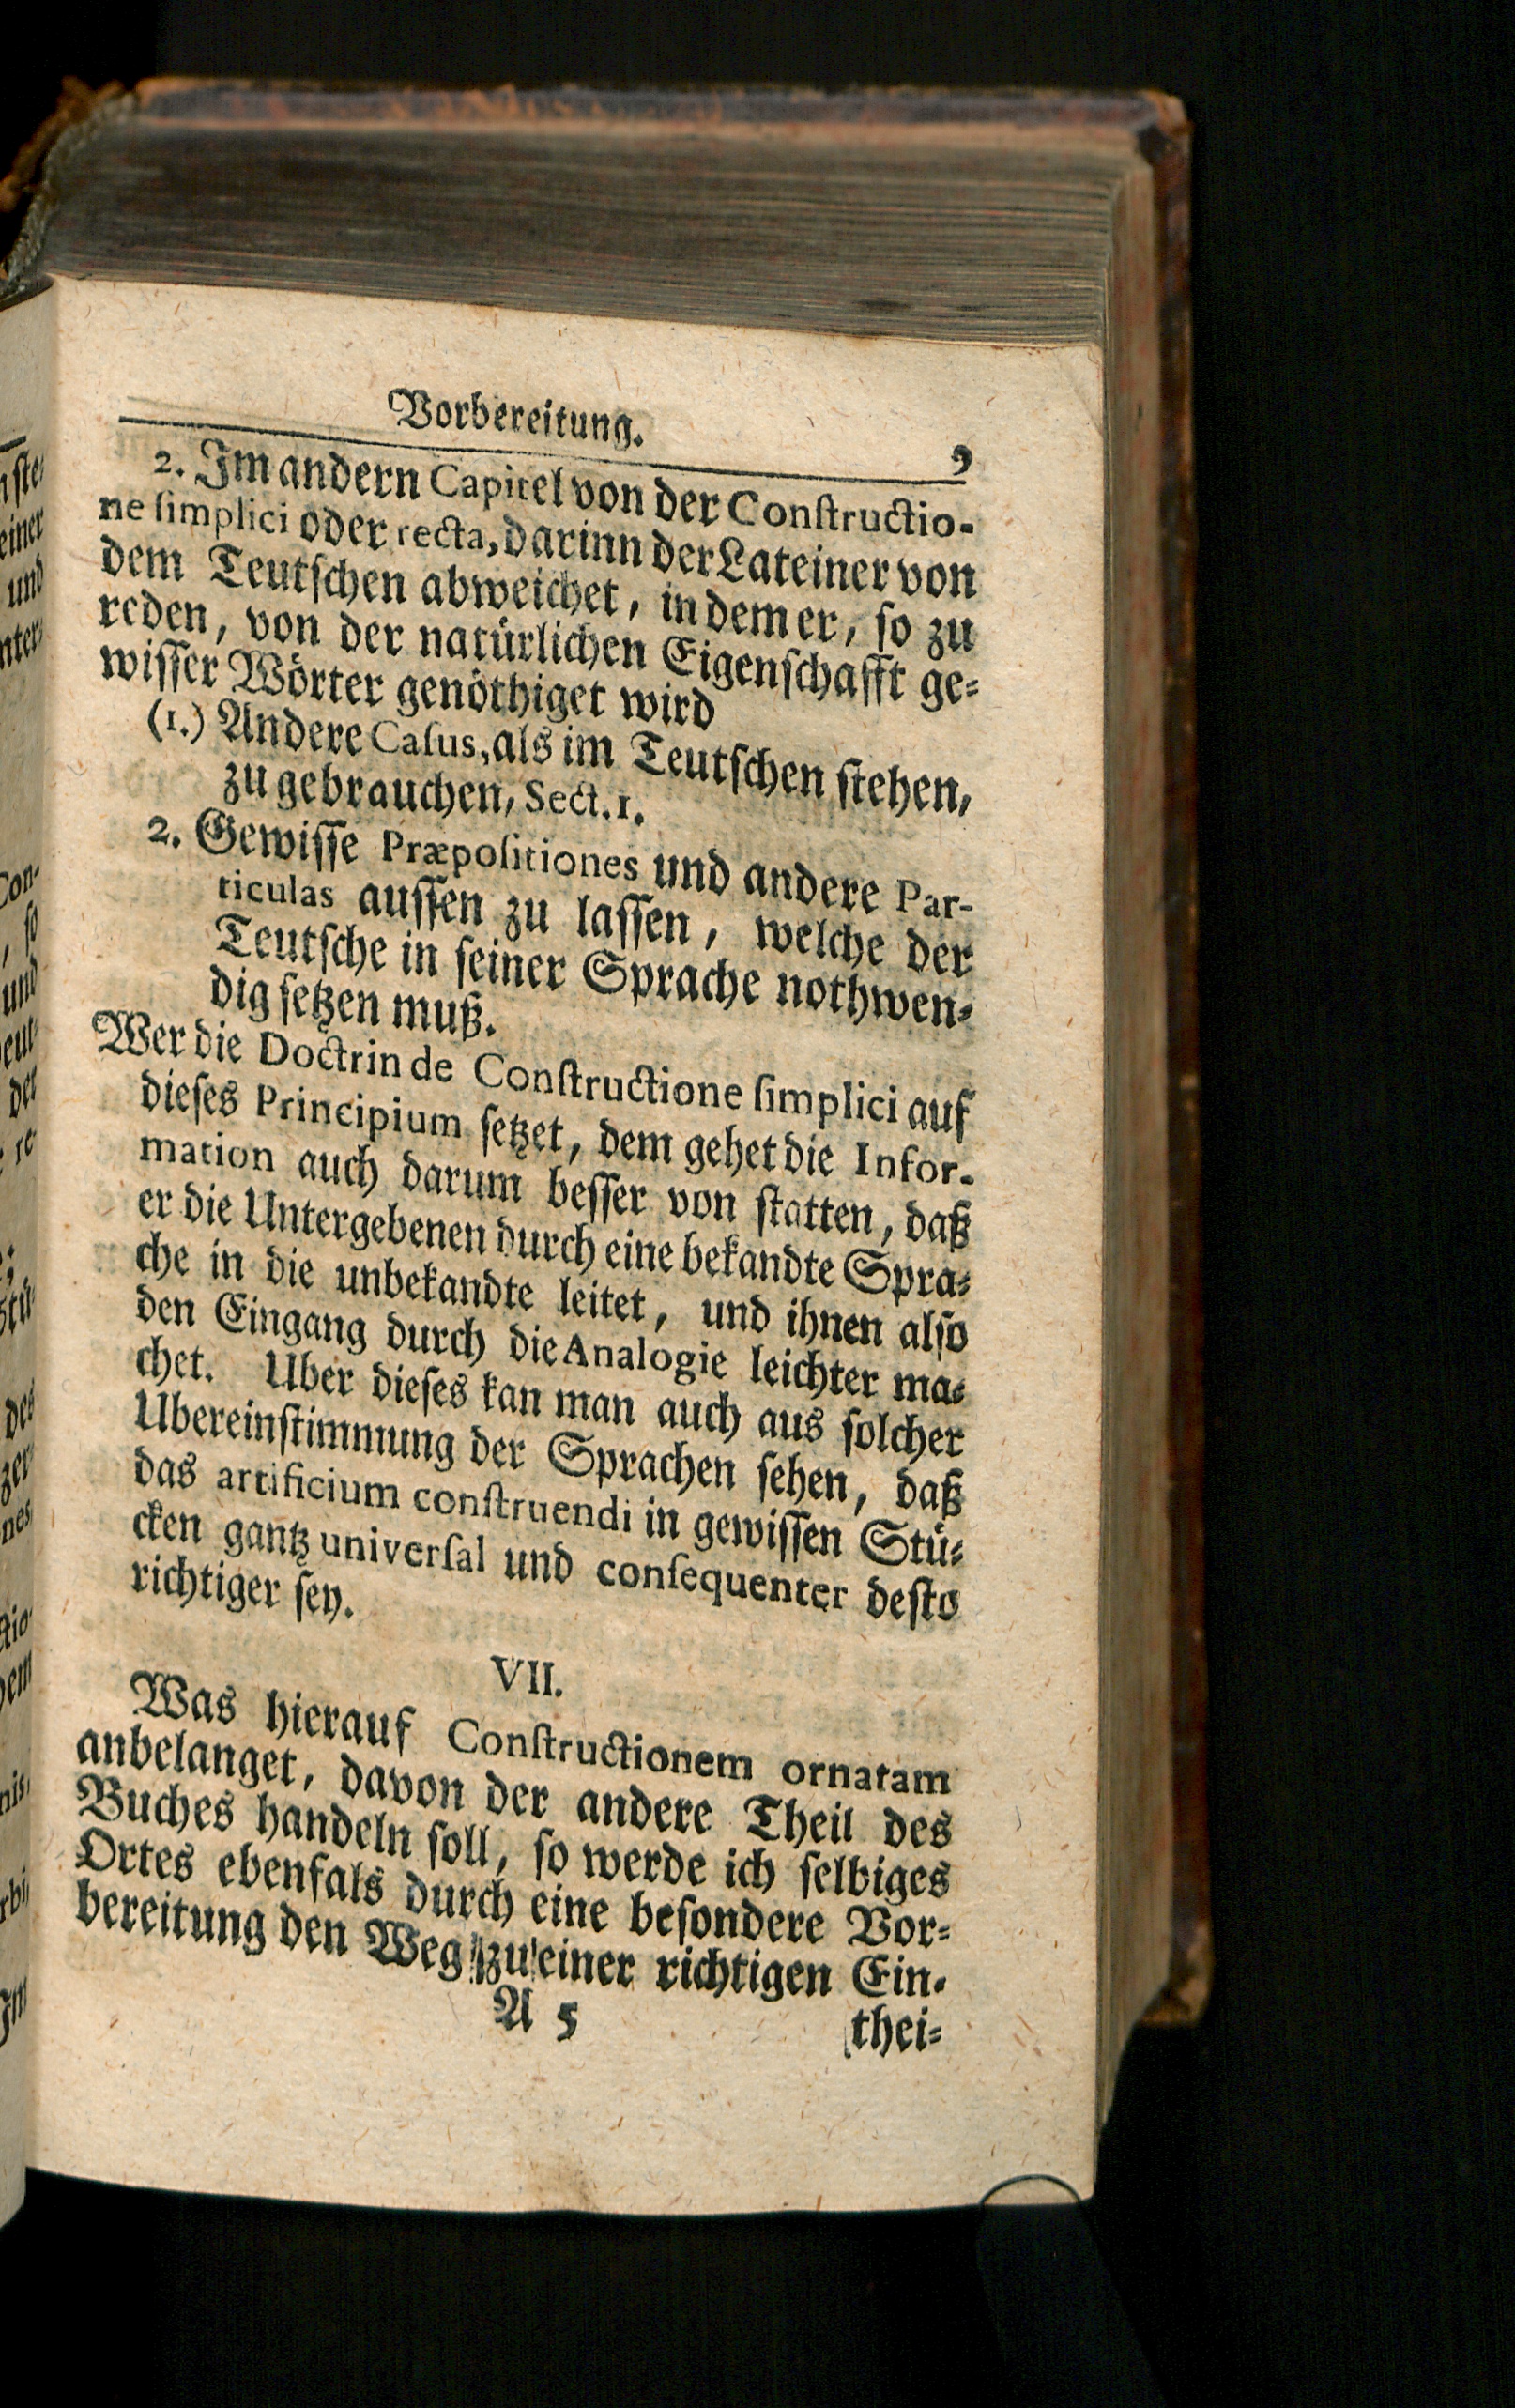 Vorbereitung. 9
2. Im andern Capitel von der Constructio-
ne simplici oder recta, darinn der Lateiner von
dem Teutschen abweichet, in dem er, so zu
reden, von der natürlichen Eigenschafft ge-
wisser Wörter genöthiget wird
(1.) Andere Casus, als im Teutschen stehen,
zu gebrauchen, Sect. 1.
2. Gewisse Præpositiones und andere Par-
ticulas aussen zu lassen, welche der
Teutsche in seiner Sprache nothwen-
dig setzen muß.
Wer die Doctrin de Constructione simplici auf
dieses Principium setzet, dem gehet die Infor-
mation auch darum besser von statten, daß
er die Untergebenen durch eine bekandte Spra-
che in die unbekandte leitet, und ihnen also
den Eingang durch die Analogie leichter ma-
chet. Uber dieses kan man auch aus solcher
Ubereinstimmung der Sprachen sehen, daß
das artificium construendi in gewissen Stü-
cken gantz universal und consequenter desto
richtiger sey.
VII.
Was hierauf Constructionem ornatam
anbelanget, davon der andere Theil des
Buches handeln soll, so werde ich selbiges
Ortes ebenfals durch eine besondere Vor-
bereitung den Weg zu einer richtigen Ein-
A 5 thei-